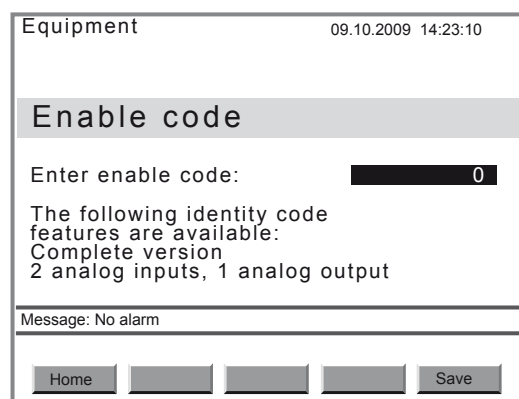 Equipment 09.10.2009 14:23:10
Enable code
Enter enable code: 0
The following identity code
features are available:
Complete version
2 analog inputs, 1 analog output
Message: No alarm
Home Save